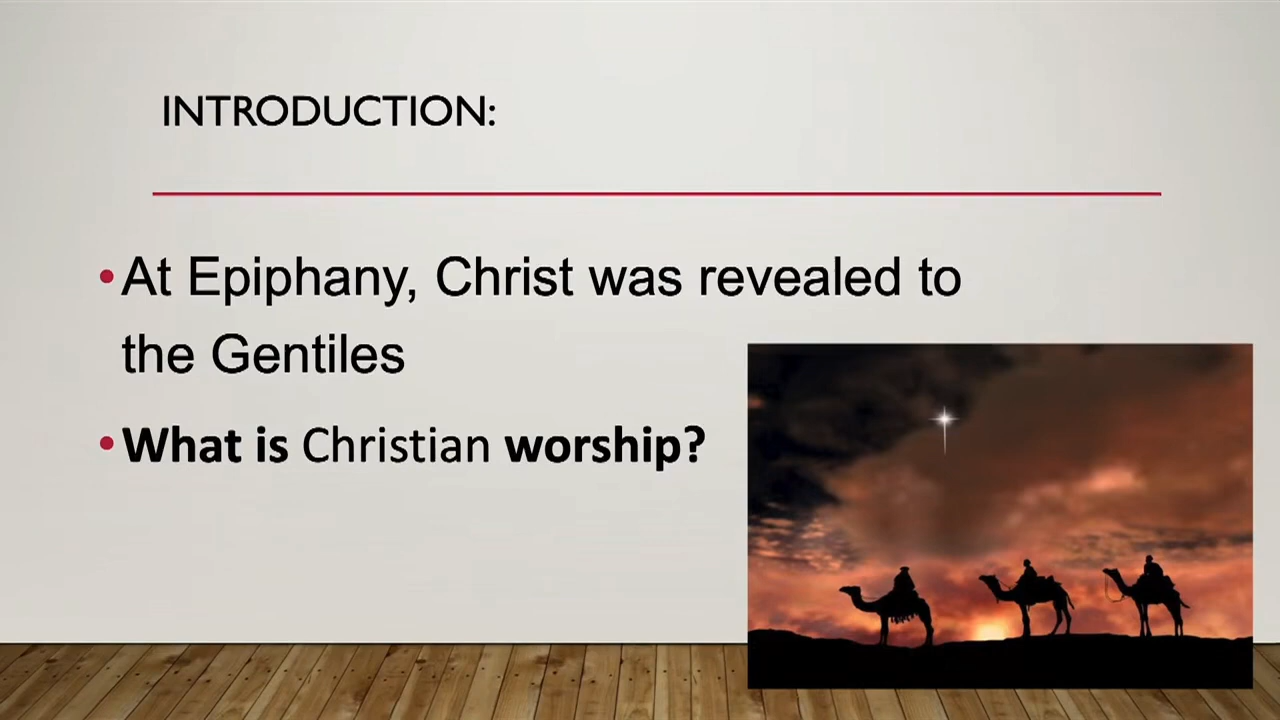 INTRODUCTION:
•At Epiphany, Christ was revealed to
the Gentiles
•What is Christian worship?